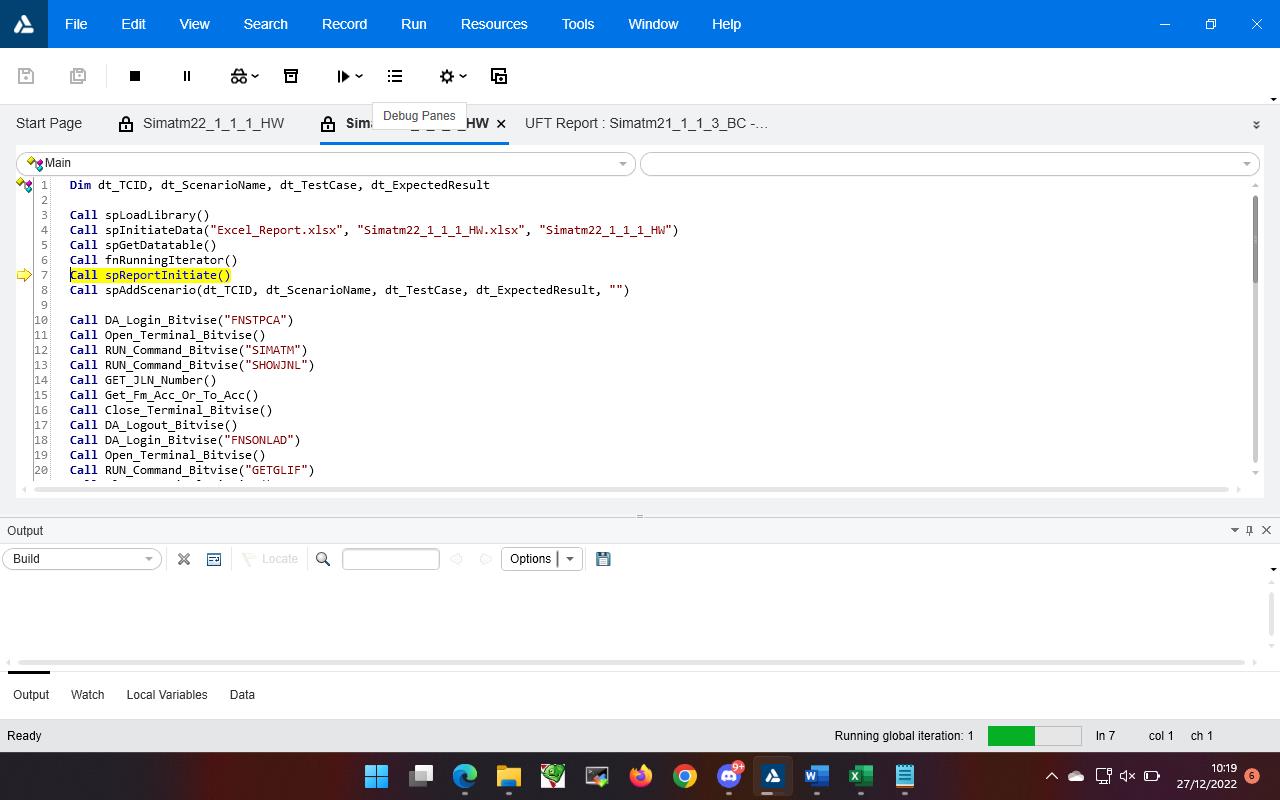 File Edit View Search Record Run Resources Tools Window Help
Debug Panes
Start Page Simatm22_1_1_1_HW _HW UFT Report : Simatm21_1_1_3_BC -...
Main
1 Dim dt_TCID, dt_ScenarioName, dt_TestCase, dt_ExpectedResult
2
3 Call spLoadLibrary()
4 Call spInitiateData("Excel_Report.xlsx", "Simatm22_1_1_1_HW.xlsx", "Simatm22_1_1_1_HW")
5 Call spGetDatatable()
6 Call fnRunningIterator()
7 Call spReportInitiate()
8 Call spAddScenario(dt_TCID, dt_ScenarioName, dt_TestCase, dt_ExpectedResult, "")
9
10 Call DA_Login_Bitvise("FNSTPCA")
11 Call Open_Terminal_Bitvise()
12 Call RUN_Command_Bitvise("SIMATM")
13 Call RUN_Command_Bitvise("SHOWJNL")
14 Call GET_JLN_Number()
15 Call Get_Fm_Acc_Or_To_Acc()
16 Call Close_Terminal_Bitvise()
17 Call DA_Logout_Bitvise()
18 Call DA_Login_Bitvise("FNSONLAD")
19 Call Open_Terminal_Bitvise()
20 Call RUN_Command_Bitvise("GETGLIF")
Output
Build Locate Options
Output Watch Local Variables Data
Ready Running global iteration: 1 ln 7 col 1 ch 1
9+
10:19
27/12/2022
6